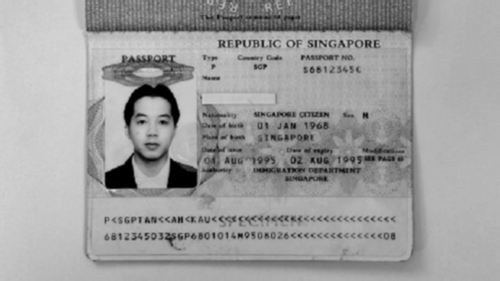 REPUBLIC OF SINGAPORE
PASSPORT
Type Country Code PASSPORT NO.
P SGP S6812345C
Name
Nationality SINGAPORE CITIZEN Sex M
Date of birth 01 JAN 1968
Place of birth SINGAPORE
Date of issue Date of expiry Modifications
04 AUG 1995 02 AUG 1995 SEE PAGE
Authority IMMIGRATION DEPARTMENT
SINGAPORE
P<SGPTAN<<AH<KAU<<<<<<<<<<<<<<<<<<<<<<<<<<<<
SPECIMEN
6812345032SGP6801014M9508026<<<<<<<<<<<<<<08